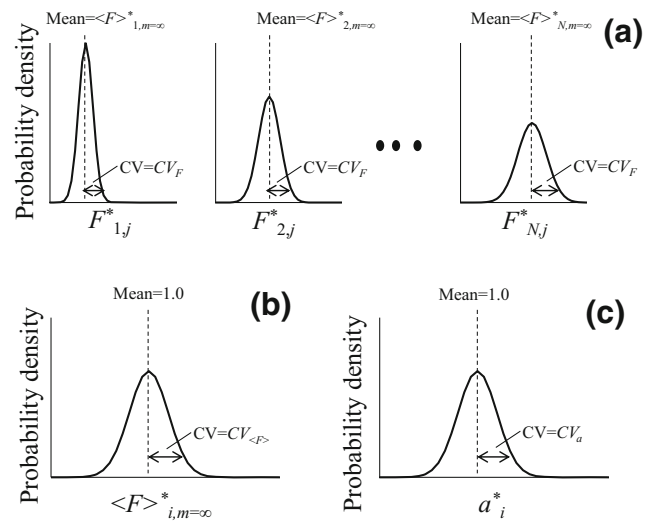 Mean=<F>*1,m=∞
Mean=<F>*2,m=∞
Mean=<F>*N,m=∞
(a)
Probability density
CV=CVF
CV=CVF
CV=CVF
F*1,j
F*2,j
•••
F*N,j
Mean=1.0
(b)
Probability density
CV=CV<F>
<F>*i,m=∞
Mean=1.0
(c)
Probability density
CV=CVa
a*i